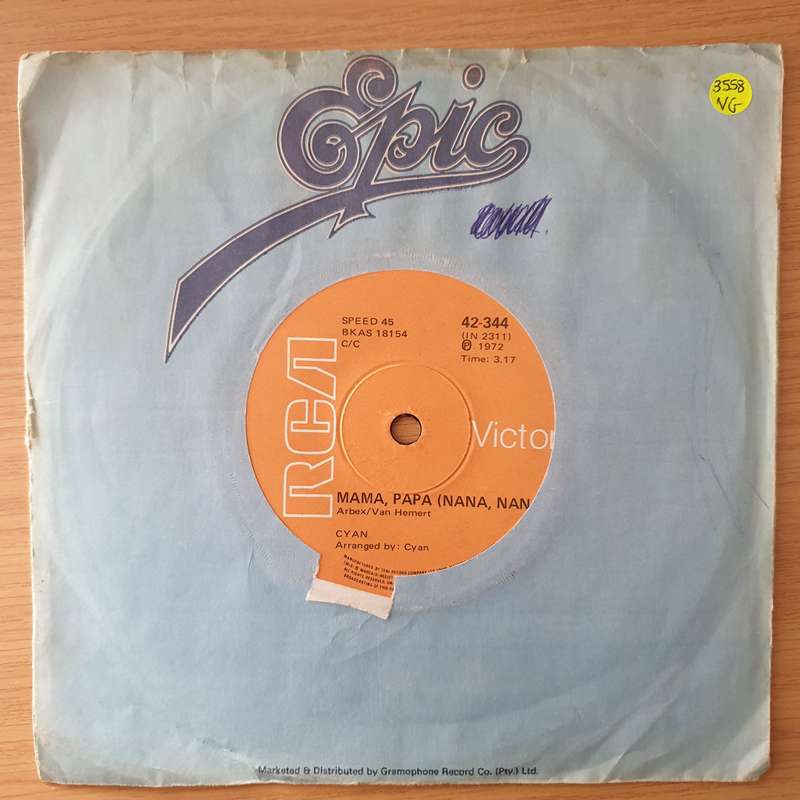 Epic
3558
VG
SPEED 45
BKAS 18154
C/C
42-344
(IN 2311)
℗ 1972
Time: 3.17
RCA
Victor
MAMA, PAPA (NANA, NAN
Arbex/Van Hemert
CYAN
Arranged by: Cyan
Marketed & Distributed by Gramophone Record Co. (Pty.) Ltd.